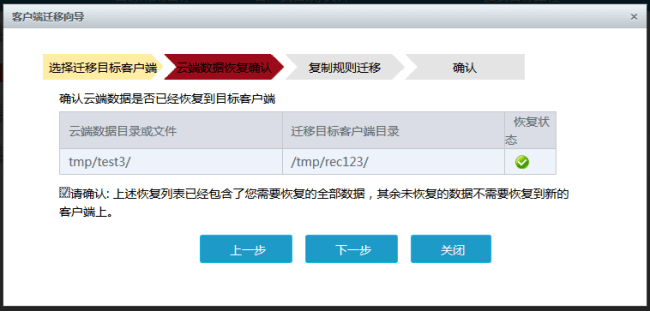 客户端迁移向导
选择迁移目标客户端 云端数据恢复确认 复制规则迁移 确认
确认云端数据是否已经恢复到目标客户端
云端数据目录或文件 迁移目标客户端目录 恢复状
态
tmp/test3/ /tmp/rec123/
请确认: 上述恢复列表已经包含了您需要恢复的全部数据，其余未恢复的数据不需要恢复到新的
客户端上。
上一步 下一步 关闭